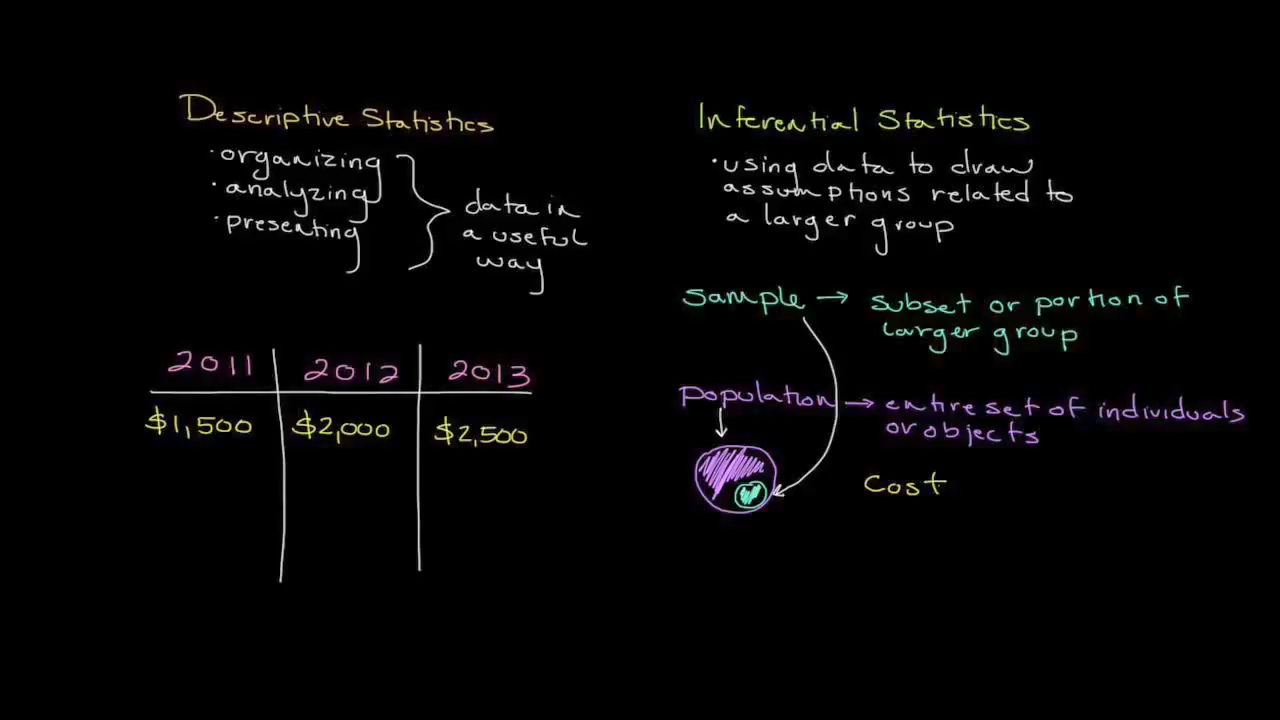 Descriptive Statistics
· organizing
· analyzing
· presenting
data in
a useful
way
2011 2012 2013
$1,500 $2,000 $2,500
Inferential Statistics
· using data to draw
assumptions related to
a larger group
Sample → subset or portion of
larger group
population → entire set of individuals
or objects
Cost